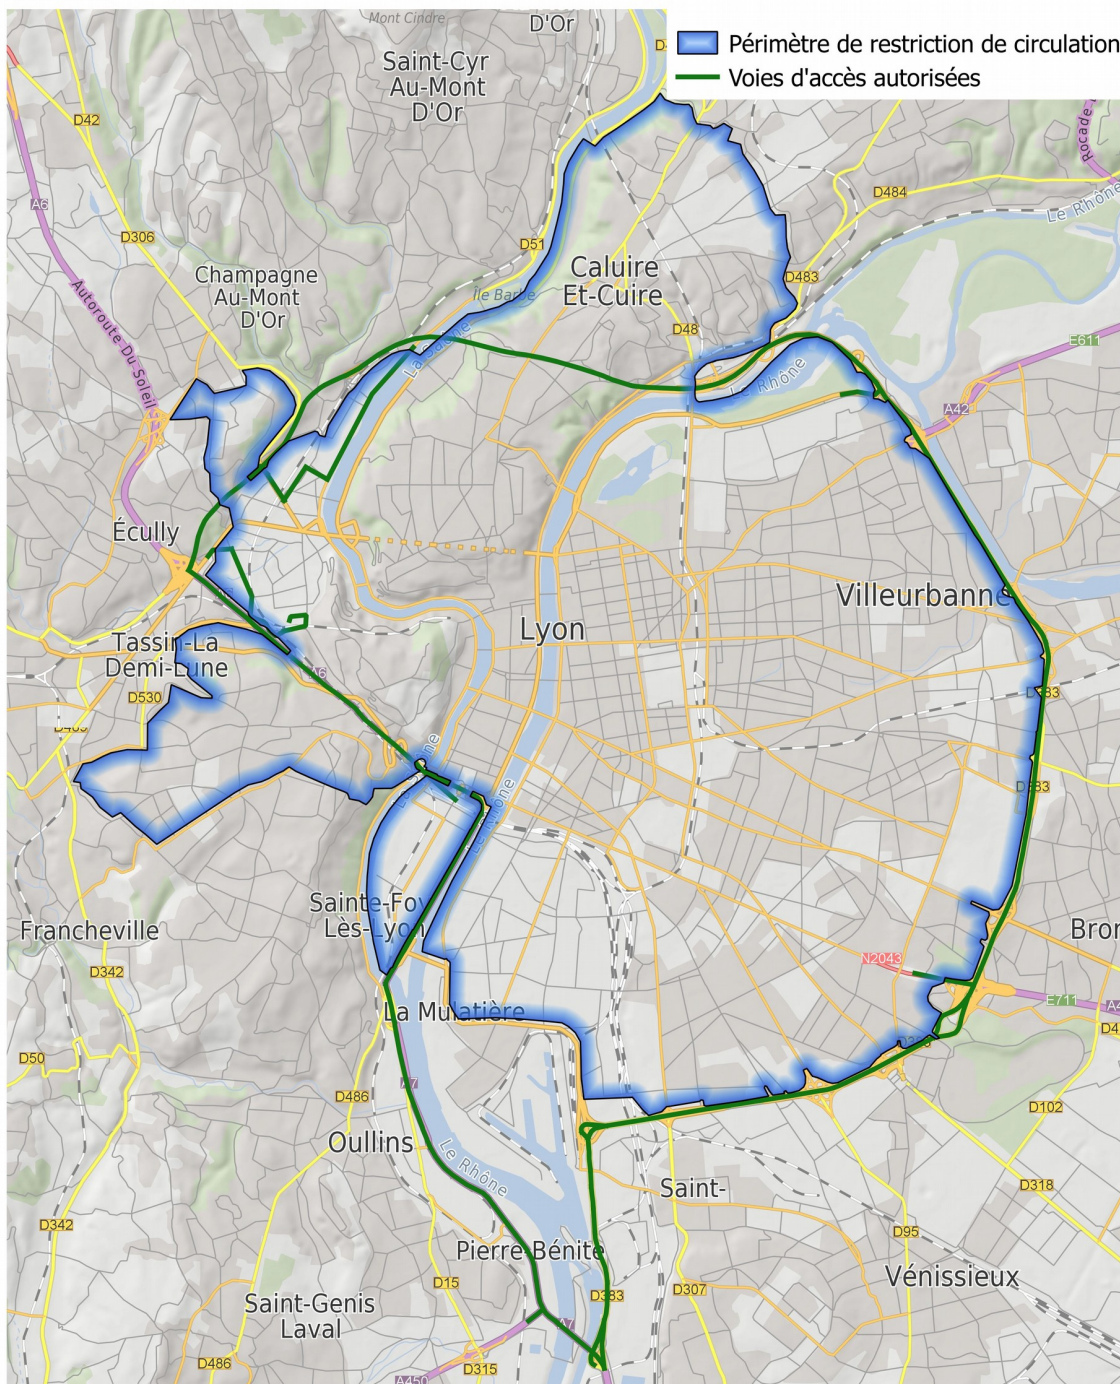 Mont Cindre
D'Or
Périmètre de restriction de circulation
Voies d'accès autorisées
Saint-Cyr
Au-Mont
D'Or
D42
Rocade
A6
D484
Le Rhône
D306
D51
Caluire
Et-Cuire
Champagne
Au-Mont
D'Or
D483
Île Barbe
Autoroute Du Soleil
D48
La Saône
E611
Le Rhône
A42
Écully
Villeurbanne
Lyon
Tassin-La
Demi-Lune
A6
D530
D383
D383
Le Rhône
Sainte-Foy
Lès-Lyon
Francheville
Bron
N2043
D342
E711
La Mulatière
D50
A7
D486
D102
Oullins
Le Rhône
Saint-
D318
D342
D95
Pierre-Bénite
Vénissieux
D15
D383
D307
Saint-Genis
Laval
A7
D486
D315
A450